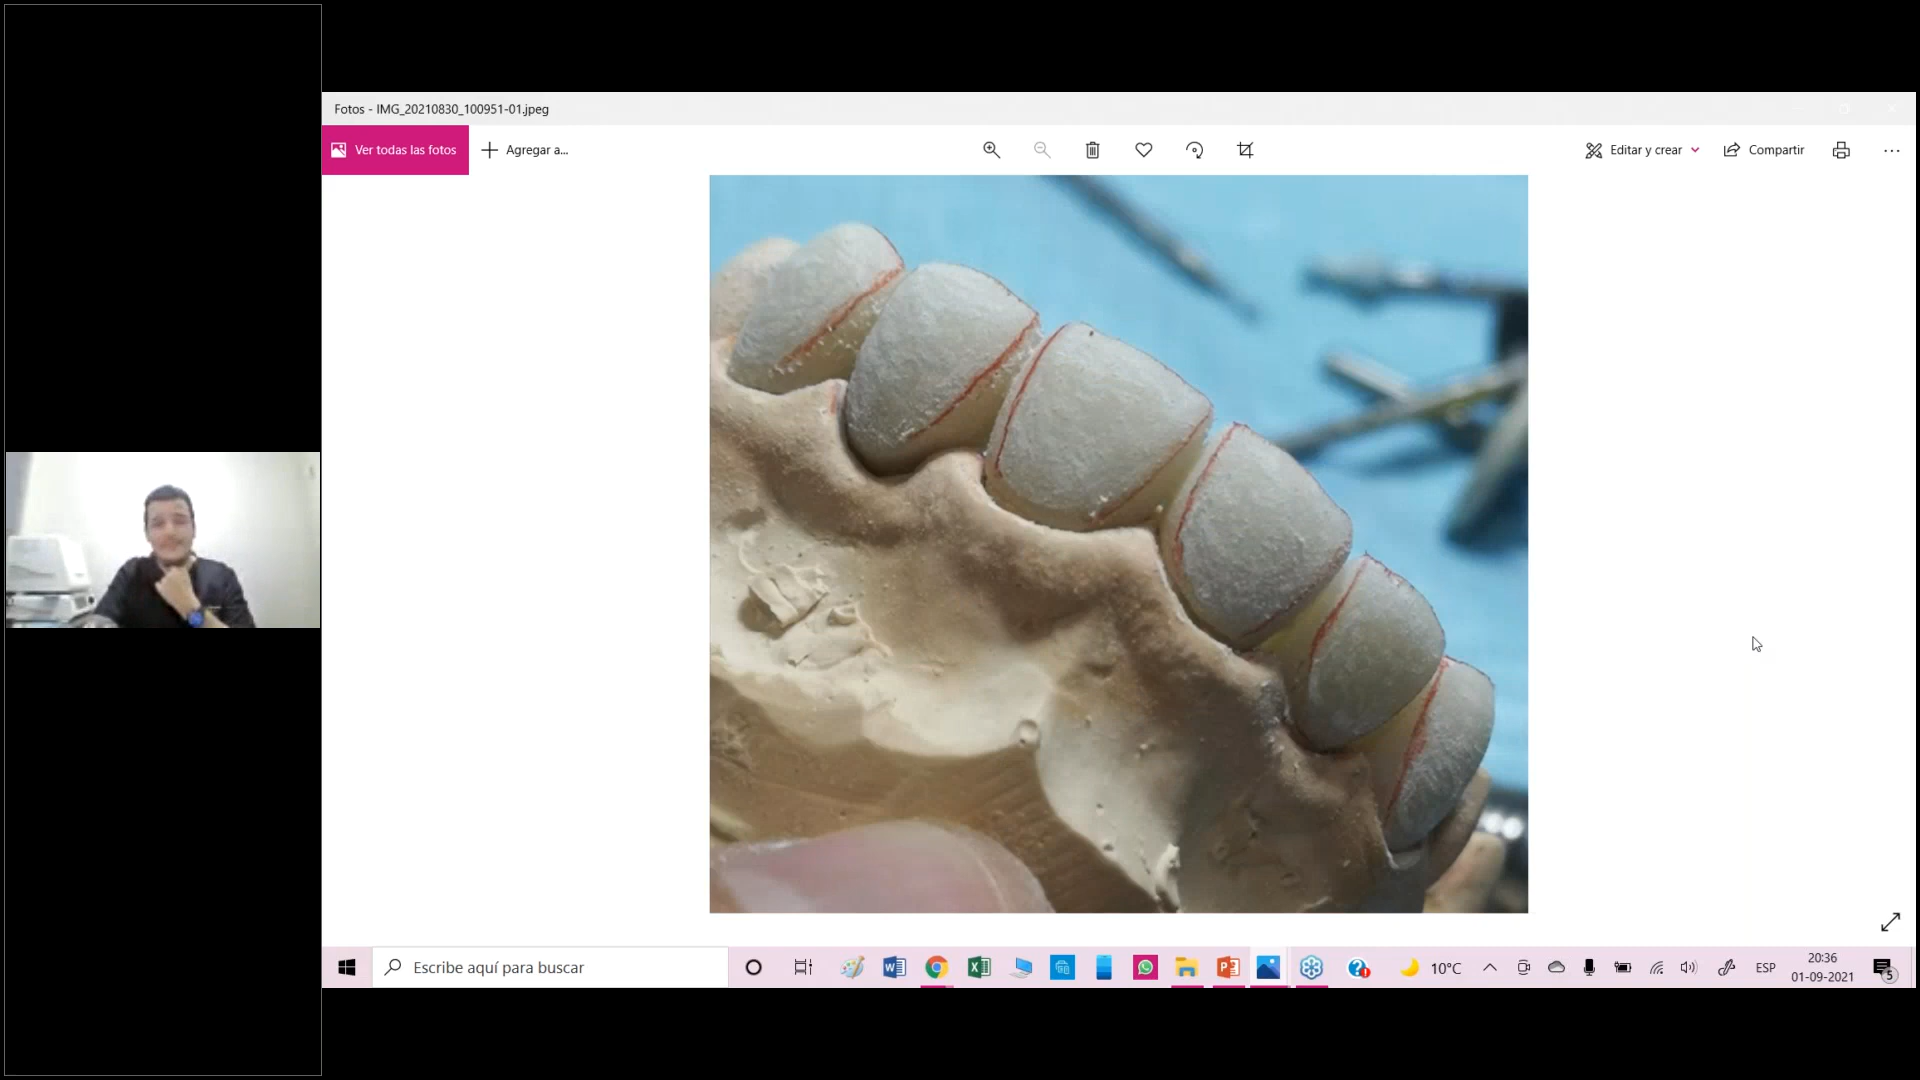 Fotos - IMG_20210830_100951-01.jpeg
Ver todas las fotos
Agregar a...
Editar y crear
Compartir
Escribe aquí para buscar
10°C
ESP
20:36
01-09-2021
5